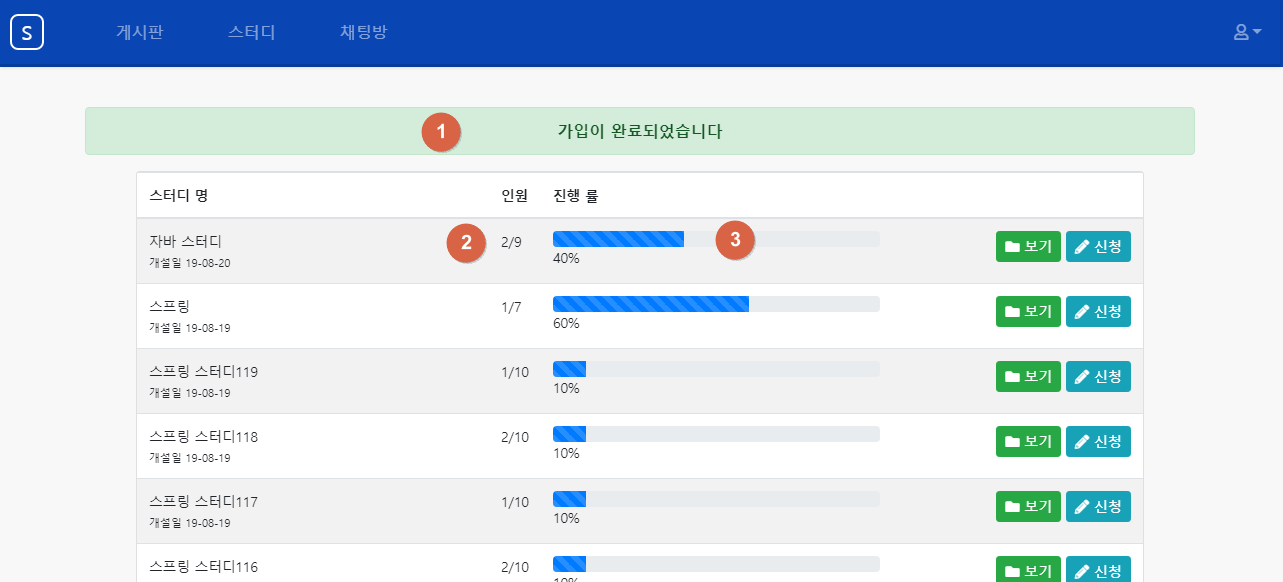 S 게시판 스터디 채팅방
1 가입이 완료되었습니다
스터디 명 인원 진행 률
자바 스터디 2 2/9 3 보기 신청
개설일 19-08-20 40%
스프링 1/7 보기 신청
개설일 19-08-19 60%
스프링 스터디119 1/10 보기 신청
개설일 19-08-19 10%
스프링 스터디118 2/10 보기 신청
개설일 19-08-19 10%
스프링 스터디117 1/10 보기 신청
개설일 19-08-19 10%
스프링 스터디116 2/10 보기 신청
10%